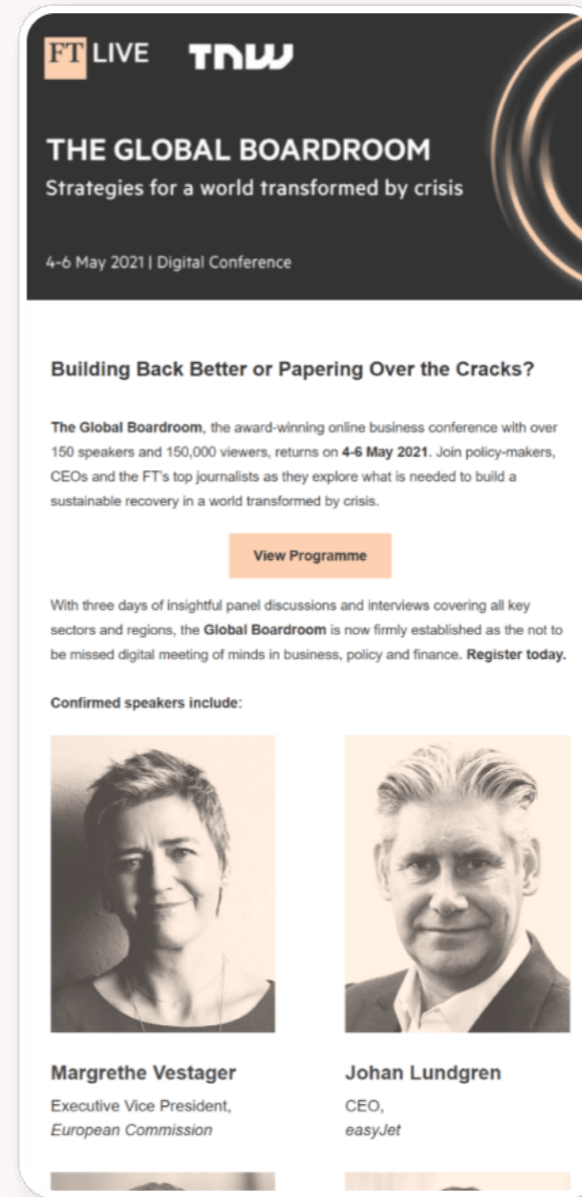 FT LIVE TNW
THE GLOBAL BOARDROOM
Strategies for a world transformed by crisis
4-6 May 2021 | Digital Conference
Building Back Better or Papering Over the Cracks?
The Global Boardroom, the award-winning online business conference with over
150 speakers and 150,000 viewers, returns on 4-6 May 2021. Join policy-makers,
CEOs and the FT's top journalists as they explore what is needed to build a
sustainable recovery in a world transformed by crisis.
View Programme
With three days of insightful panel discussions and interviews covering all key
sectors and regions, the Global Boardroom is now firmly established as the not to
be missed digital meeting of minds in business, policy and finance. Register today.
Confirmed speakers include:
Margrethe Vestager
Executive Vice President,
European Commission
Johan Lundgren
CEO,
easyJet